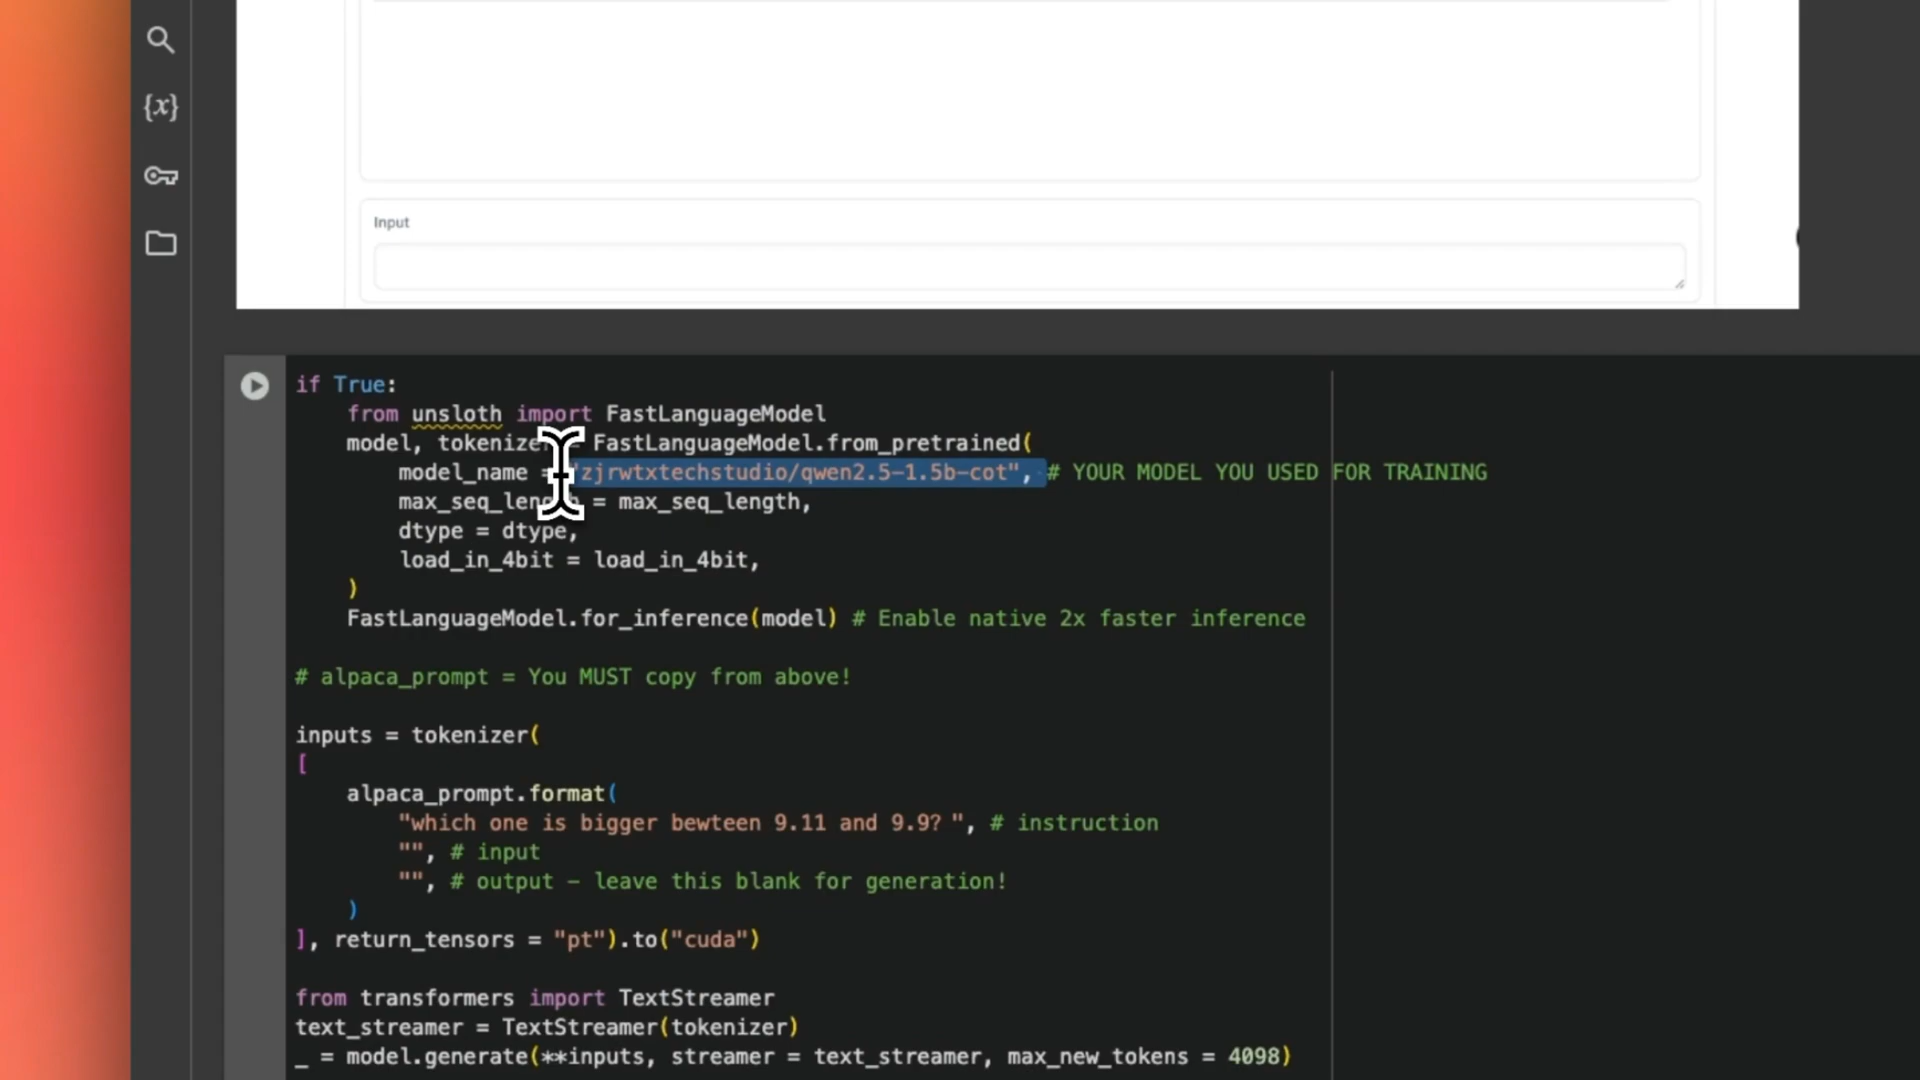 {x}
Input
if True:
from unsloth import FastLanguageModel
model, tokenizer = FastLanguageModel.from_pretrained(
model_name = "zjrwtxtechstudio/qwen2.5-1.5b-cot", # YOUR MODEL YOU USED FOR TRAINING
max_seq_length = max_seq_length,
dtype = dtype,
load_in_4bit = load_in_4bit,
)
FastLanguageModel.for_inference(model) # Enable native 2x faster inference
# alpaca_prompt = You MUST copy from above!
inputs = tokenizer(
[
alpaca_prompt.format(
"which one is bigger bewteen 9.11 and 9.9? ", # instruction
"", # input
"", # output - leave this blank for generation!
)
], return_tensors = "pt").to("cuda")
from transformers import TextStreamer
text_streamer = TextStreamer(tokenizer)
_ = model.generate(**inputs, streamer = text_streamer, max_new_tokens = 4098)